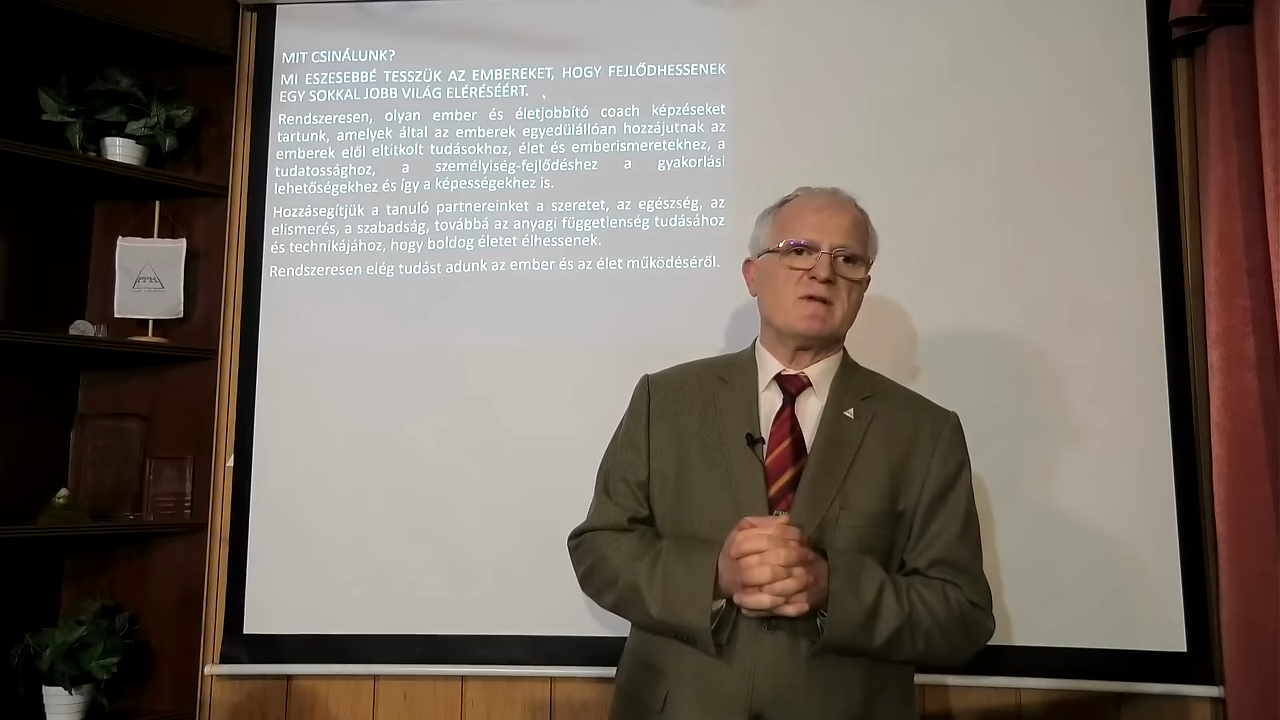 MIT CSINÁLUNK?
MI ESZESEBBÉ TESSZÜK AZ EMBEREKET, HOGY FEJLŐDHESSENEK
EGY SOKKAL JOBB VILÁG ELÉRÉSÉÉRT.
Rendszeresen, olyan ember és életjobbító coach képzéseket
tartunk, amelyek által az emberek egyedülállóan hozzájutnak az
emberek elől eltitkolt tudásokhoz, élet és emberismeretekhez, a
tudatossághoz, a személyiség-fejlődéshez a gyakorlási
lehetőségekhez és így a képességekhez is.
Hozzásegítjük a tanuló partnereinket a szeretet, az egészség, az
elismerés, a szabadság, továbbá az anyagi függetlenség tudásához
és technikájához, hogy boldog életet élhessenek.
Rendszeresen elég tudást adunk az ember és az élet működéséről.